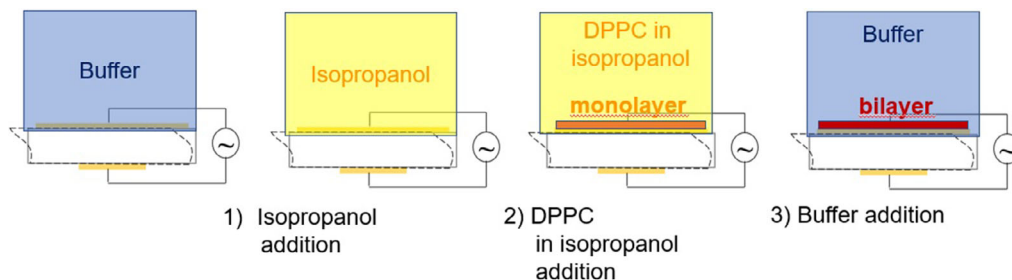 Buffer
Isopropanol
DPPC in
isopropanol
monolayer
Buffer
bilayer
~
~
~
~
1) Isopropanol
addition
2) DPPC
in isopropanol
addition
3) Buffer addition